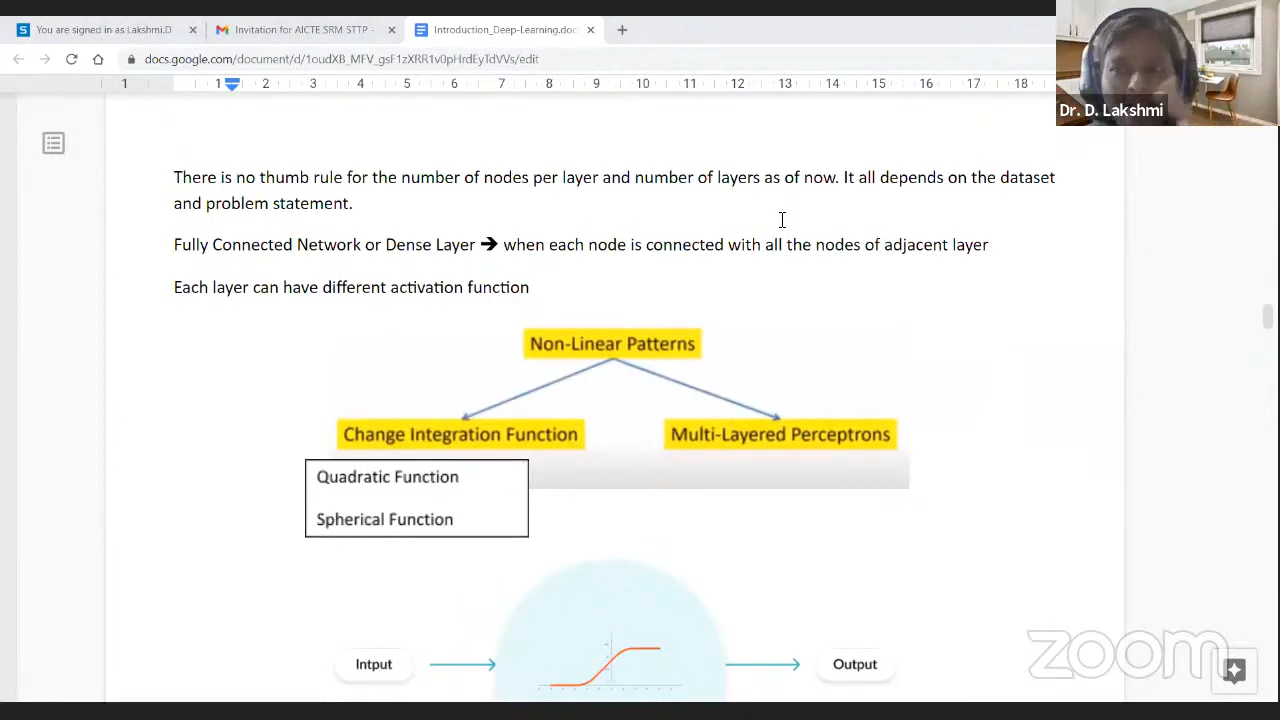 You are signed in as Lakshmi.D
Invitation for AICTE SRM STTP -
Introduction_Deep-Learning.doc
docs.google.com/document/d/1oudXB_MFV_gsF1zXRR1v0pHrdEyTdVVs/edit
1 1 2 3 4 5 6 7 8 9 10 11 12 13 14 15 16 17 18
Dr. D. Lakshmi
There is no thumb rule for the number of nodes per layer and number of layers as of now. It all depends on the dataset
and problem statement.
Fully Connected Network or Dense Layer ➔ when each node is connected with all the nodes of adjacent layer
Each layer can have different activation function
Non-Linear Patterns
Change Integration Function
Multi-Layered Perceptrons
Quadratic Function
Spherical Function
Intput
Output
zoom